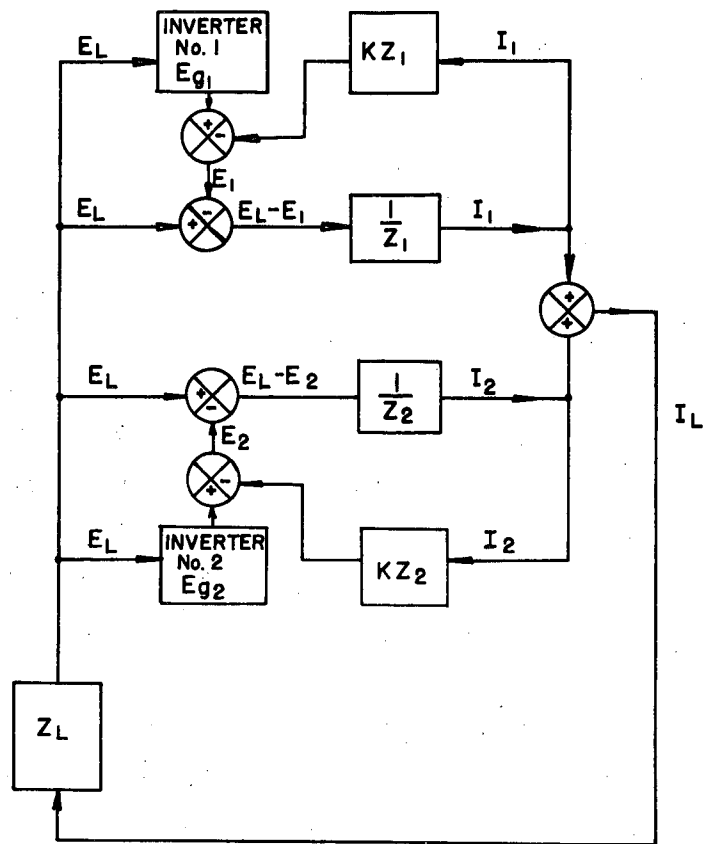 INVERTER
No. 1
Eg1
EL
KZ1
I1
+
-
E1
EL
-
+
EL-E1
1
Z1
I1
+
+
EL
+
-
EL-E2
1
Z2
I2
IL
E2
+
-
EL
INVERTER
No. 2
Eg2
KZ2
I2
ZL